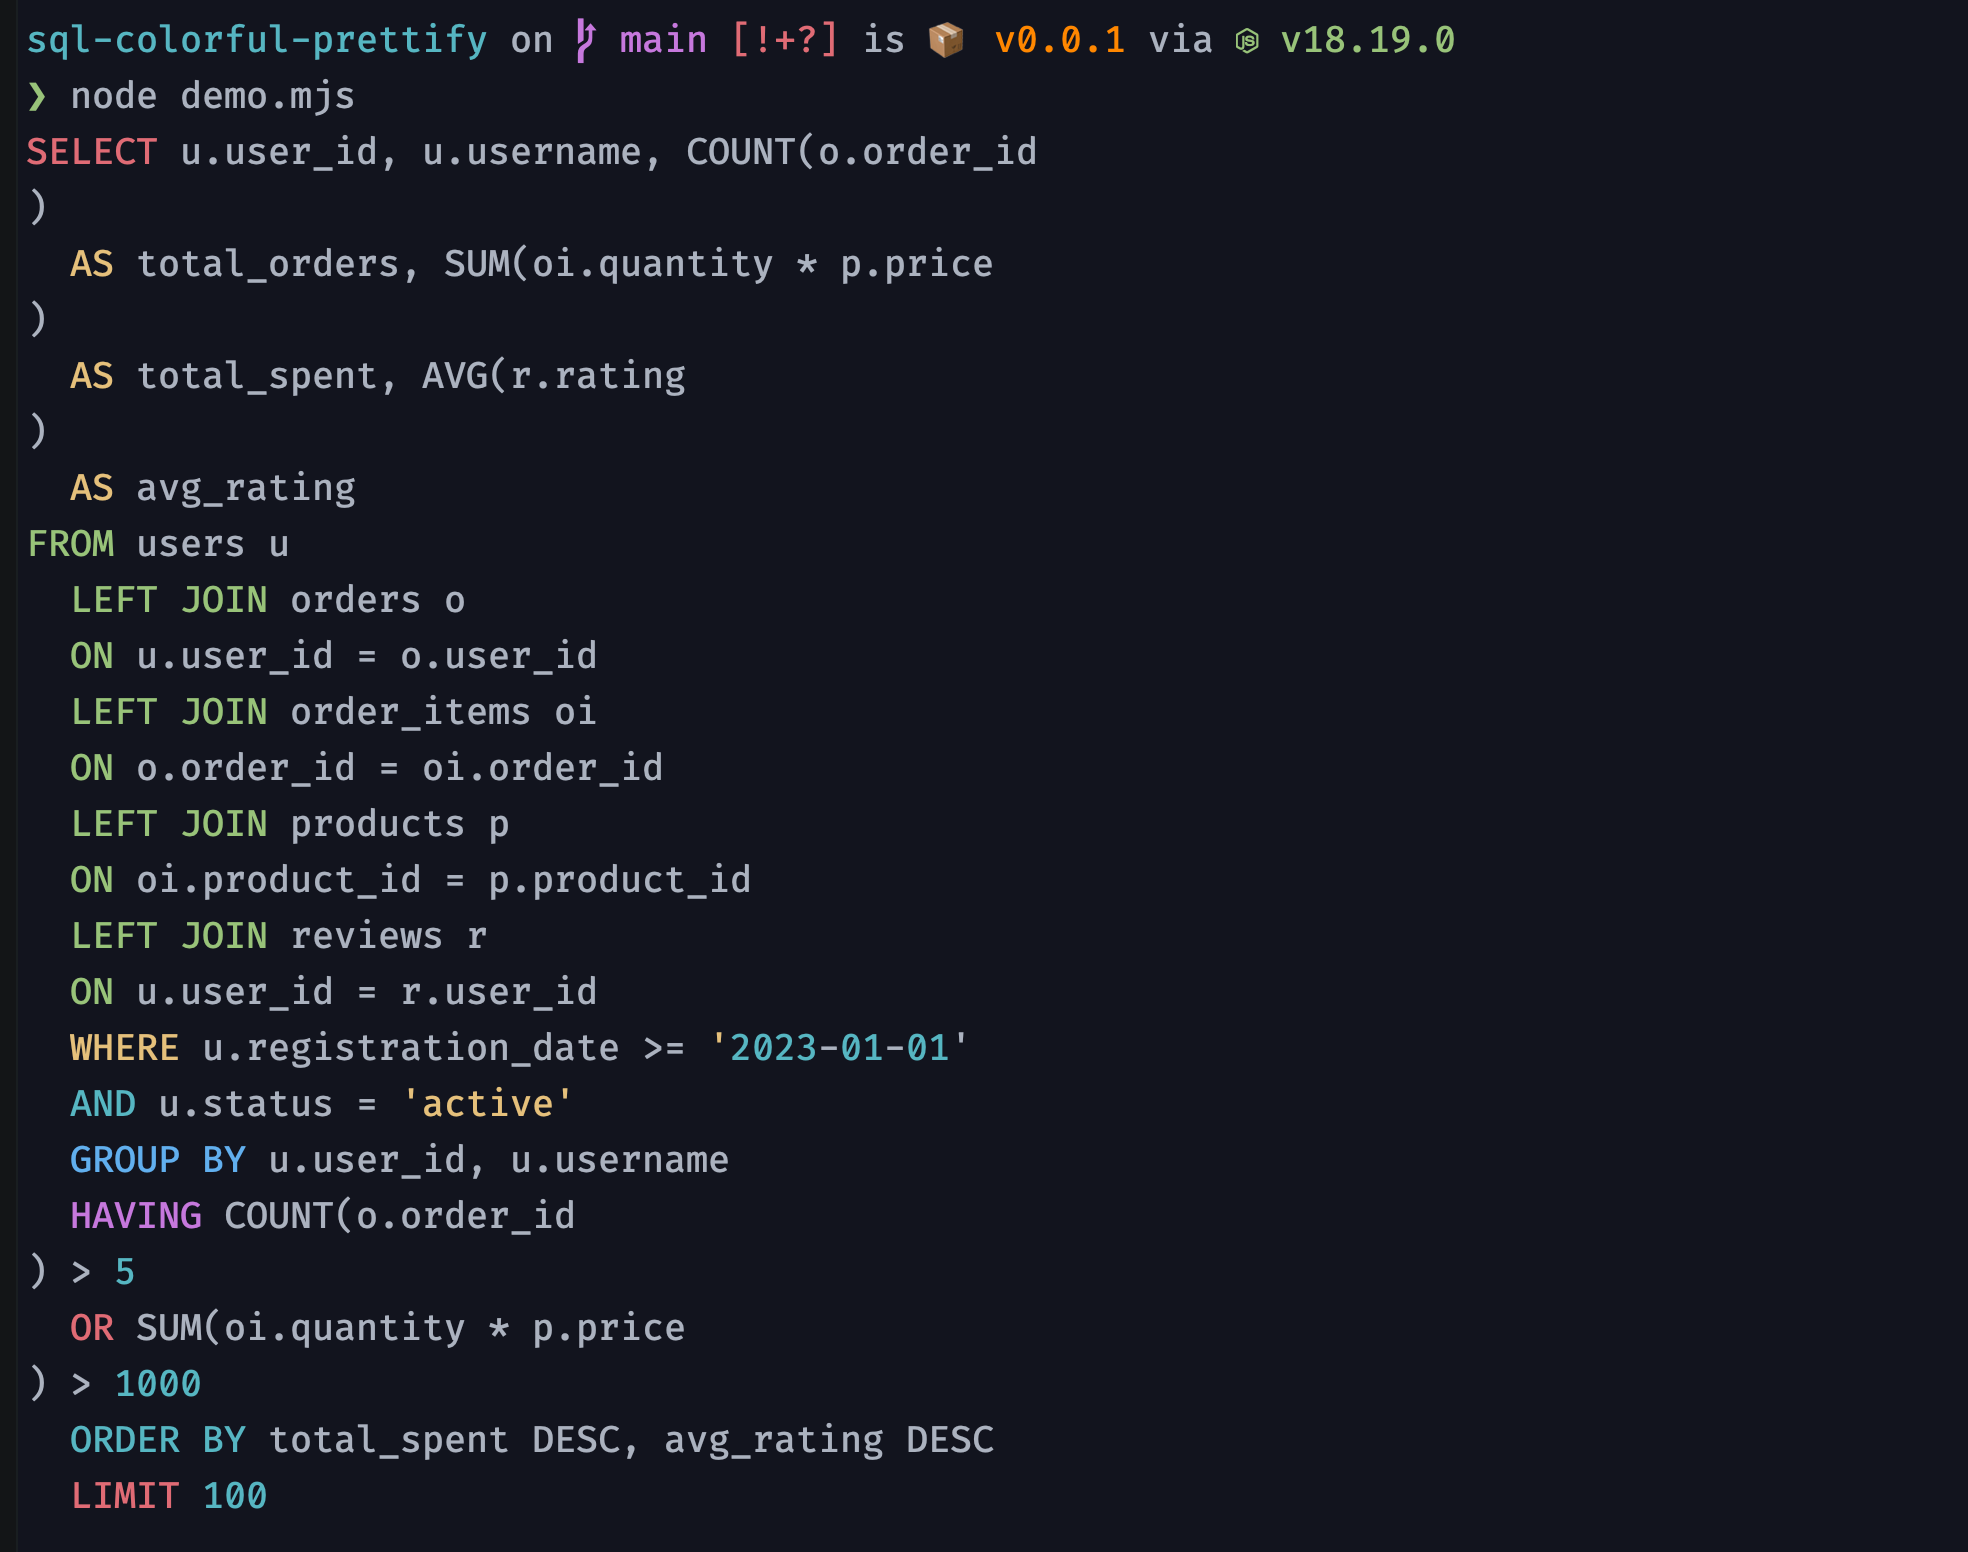 sql-colorful-prettify on main [!+?] is 📦 v0.0.1 via v18.19.0
❯ node demo.mjs
SELECT u.user_id, u.username, COUNT(o.order_id
)
  AS total_orders, SUM(oi.quantity * p.price
)
  AS total_spent, AVG(r.rating
)
  AS avg_rating
FROM users u
  LEFT JOIN orders o
  ON u.user_id = o.user_id
  LEFT JOIN order_items oi
  ON o.order_id = oi.order_id
  LEFT JOIN products p
  ON oi.product_id = p.product_id
  LEFT JOIN reviews r
  ON u.user_id = r.user_id
  WHERE u.registration_date >= '2023-01-01'
  AND u.status = 'active'
  GROUP BY u.user_id, u.username
  HAVING COUNT(o.order_id
) > 5
  OR SUM(oi.quantity * p.price
) > 1000
  ORDER BY total_spent DESC, avg_rating DESC
  LIMIT 100